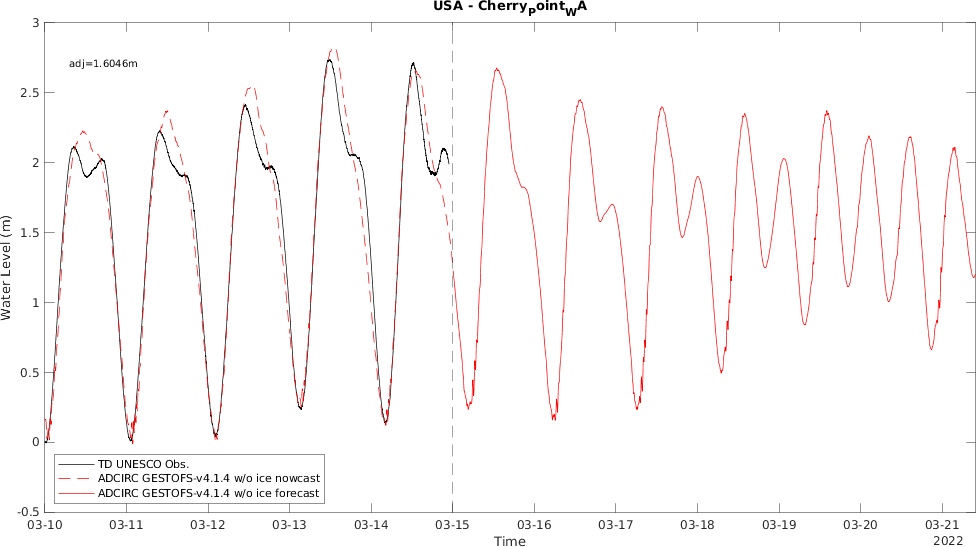 USA - CherryPointWA
adj=1.6046m
3
2.5
2
1.5
1
0.5
0
-0.5
Water Level (m)
TD UNESCO Obs.
ADCIRC GESTOFS-v4.1.4 w/o ice nowcast
ADCIRC GESTOFS-v4.1.4 w/o ice forecast
03-10 03-11 03-12 03-13 03-14 03-15 03-16 03-17 03-18 03-19 03-20 03-21
Time
2022